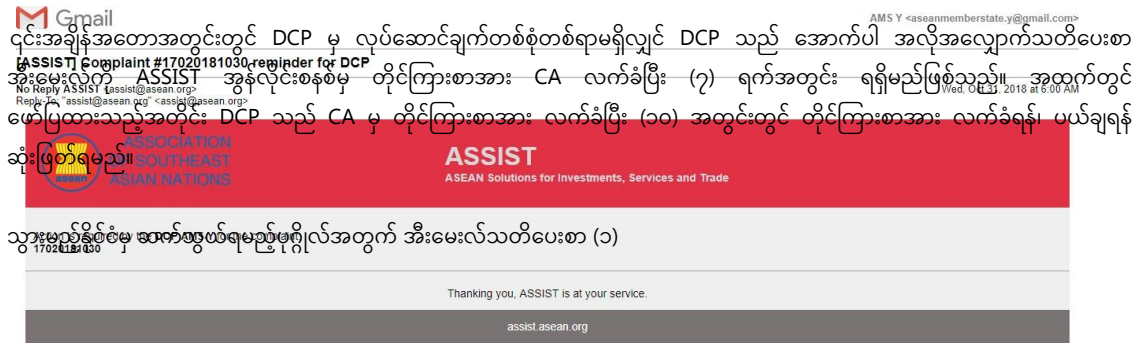 Gmail
AMS Y <aseanmemberstate.y@gmail.com>
၎င်းအချိန်အတောအတွင်းတွင် DCP မှ လုပ်ဆောင်ချက်တစ်စုံတစ်ရာမရှိလျှင် DCP သည် အောက်ပါ အလိုအလျှောက်သတိပေးစာ
[ASSIST] Complaint #17020181030 reminder for DCP
အီးမေးလ်ကို ASSIST အွန်လိုင်းစနစ်မှ တိုင်ကြားစာအား CA လက်ခံပြီး (၇) ရက်အတွင်း ရရှိမည်ဖြစ်သည်။ အထက်တွင်
No Reply ASSIST <assist@asean.org>
Wed, Oct 31, 2018 at 6:00 AM
Reply-To: "assist@asean.org" <assist@asean.org>
ဖော်ပြထားသည့်အတိုင်း DCP သည် CA မှ တိုင်ကြားစာအား လက်ခံပြီး (၁၀) အတွင်းတွင် တိုင်ကြားစာအား လက်ခံရန်၊ ပယ်ချရန်
ဆုံးဖြတ်ရမည်။
ASSOCIATION
OF SOUTHEAST
ASIAN NATIONS
asean
ASSIST
ASEAN Solutions for Investments, Services and Trade
သွားမည့်နိုင်ငံမှ ဆက်သွယ်ရမည့်ပုဂ္ဂိုလ်အတွက် အီးမေးလ်သတိပေးစာ (၁)
17020181030
Thanking you, ASSIST is at your service.
assist.asean.org